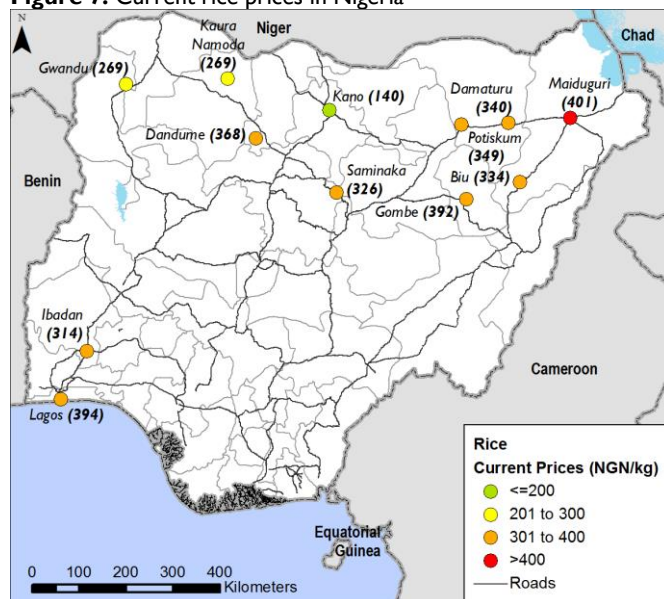 Figure 7. Current rice prices in Nigeria
N
Niger
Chad
Kaura
Namoda
(269)
Gwandu (269)
Kano (140)
Damaturu
(340)
Maiduguri
(401)
Dandume (368)
Potiskum
(349)
Benin
Saminaka
(326)
Biu (334)
Gombe (392)
Ibadan
(314)
Cameroon
Lagos (394)
Equatorial
Guinea
Rice
Current Prices (NGN/kg)
<=200
201 to 300
301 to 400
>400
Roads
0 100 200 300 400
Kilometers